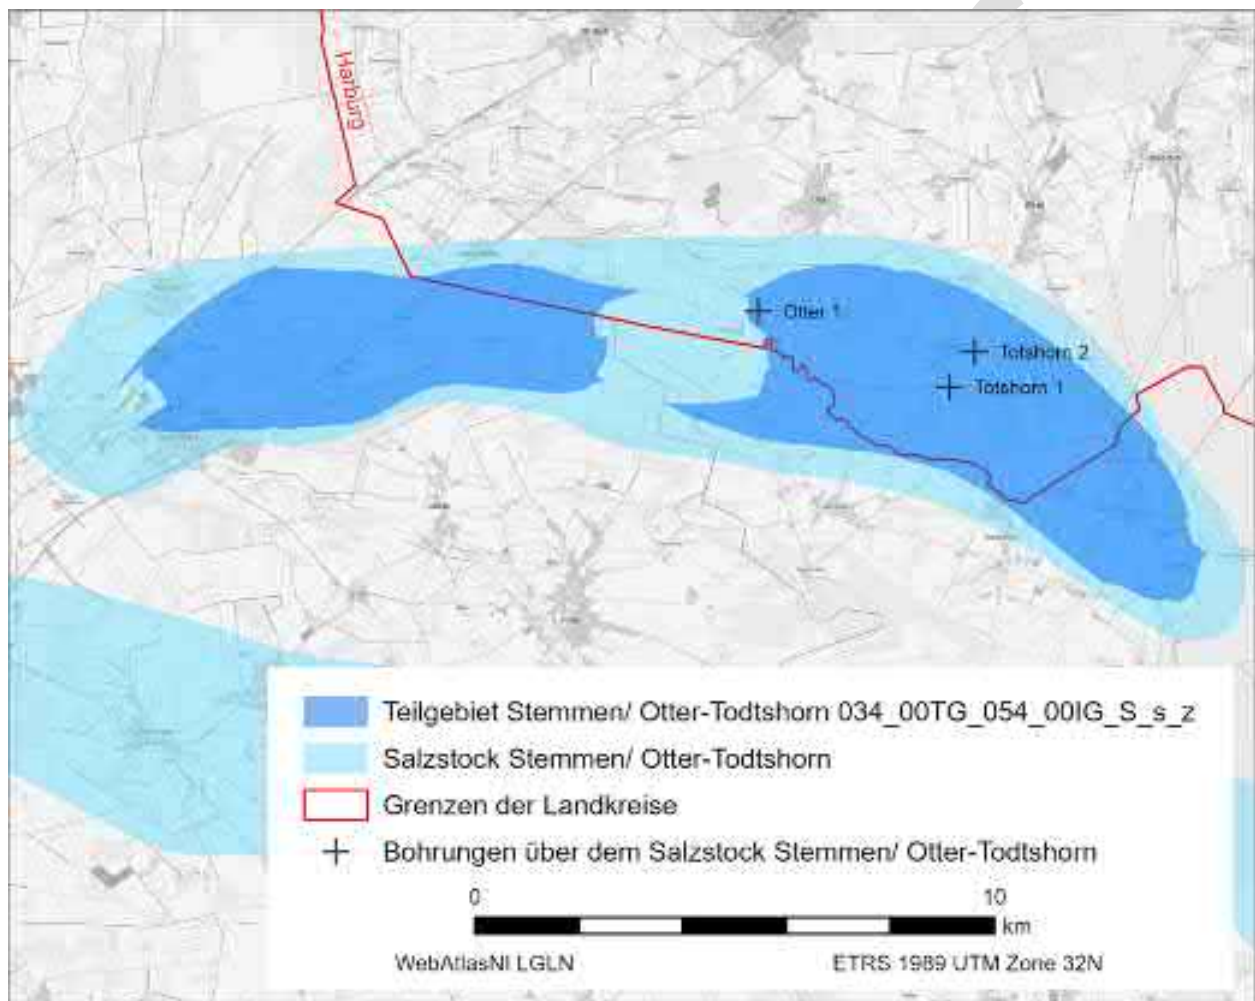 Harburg
Otter 1
Totshorn 2
Totshorn 1
Teilgebiet Stemmen/ Otter-Todtshorn 034_00TG_054_00IG_S_s_z
Salzstock Stemmen/ Otter-Todtshorn
Grenzen der Landkreise
Bohrungen über dem Salzstock Stemmen/ Otter-Todtshorn
0 10
km
WebAtlasNI LGLN ETRS 1989 UTM Zone 32N